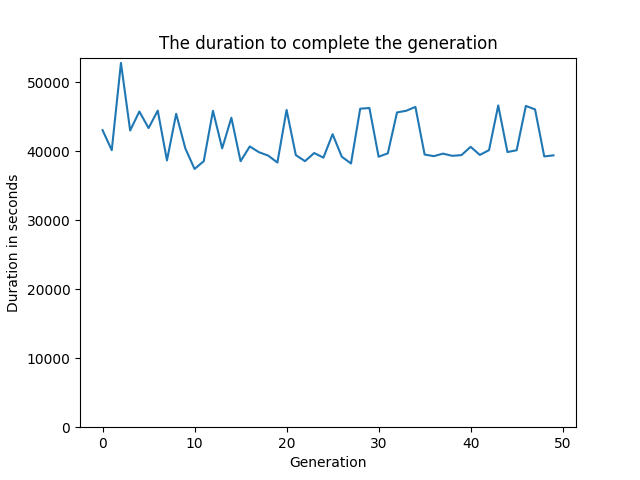 The duration to complete the generation
50000
40000
30000
20000
10000
0
Duration in seconds
0 10 20 30 40 50
Generation